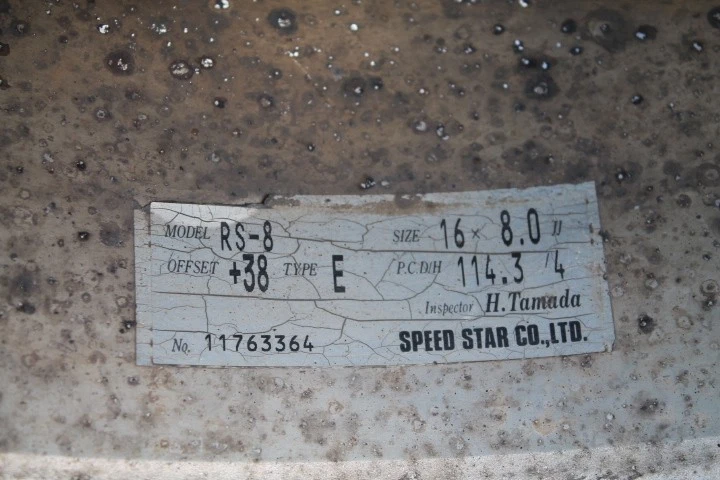 MODEL RS-8 SIZE 16 × 8.0 JJ
OFFSET +38 TYPE E P.C.D/H 114.3 / 4
Inspector H. Tamada
No. 11763364 SPEED STAR CO.,LTD.